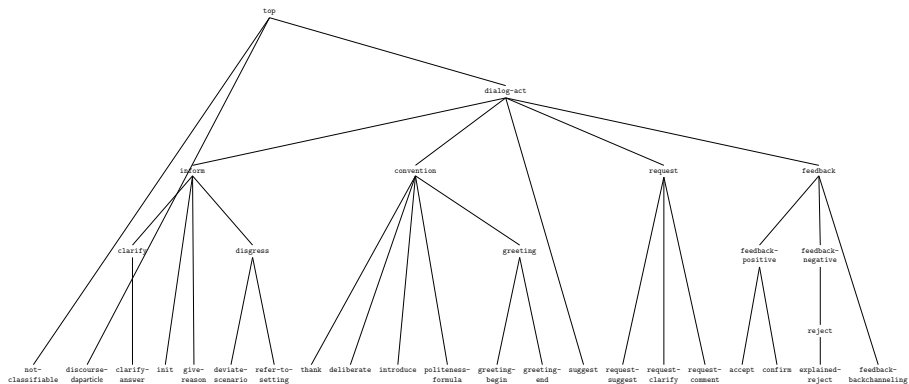 top
dialog-act
inform
convention
request
feedback
clarify
disgress
greeting
feedback-
positive
feedback-
negative
reject
not-
classifiable
discourse-
daparticle
clarify-
answer
init
give-
reason
deviate-
scenario
refer-to-
setting
thank
deliberate
introduce
politeness-
formula
greeting-
begin
greeting-
end
suggest
request-
suggest
request-
clarify
request-
comment
accept
confirm
explained-
reject
feedback-
backchanneling